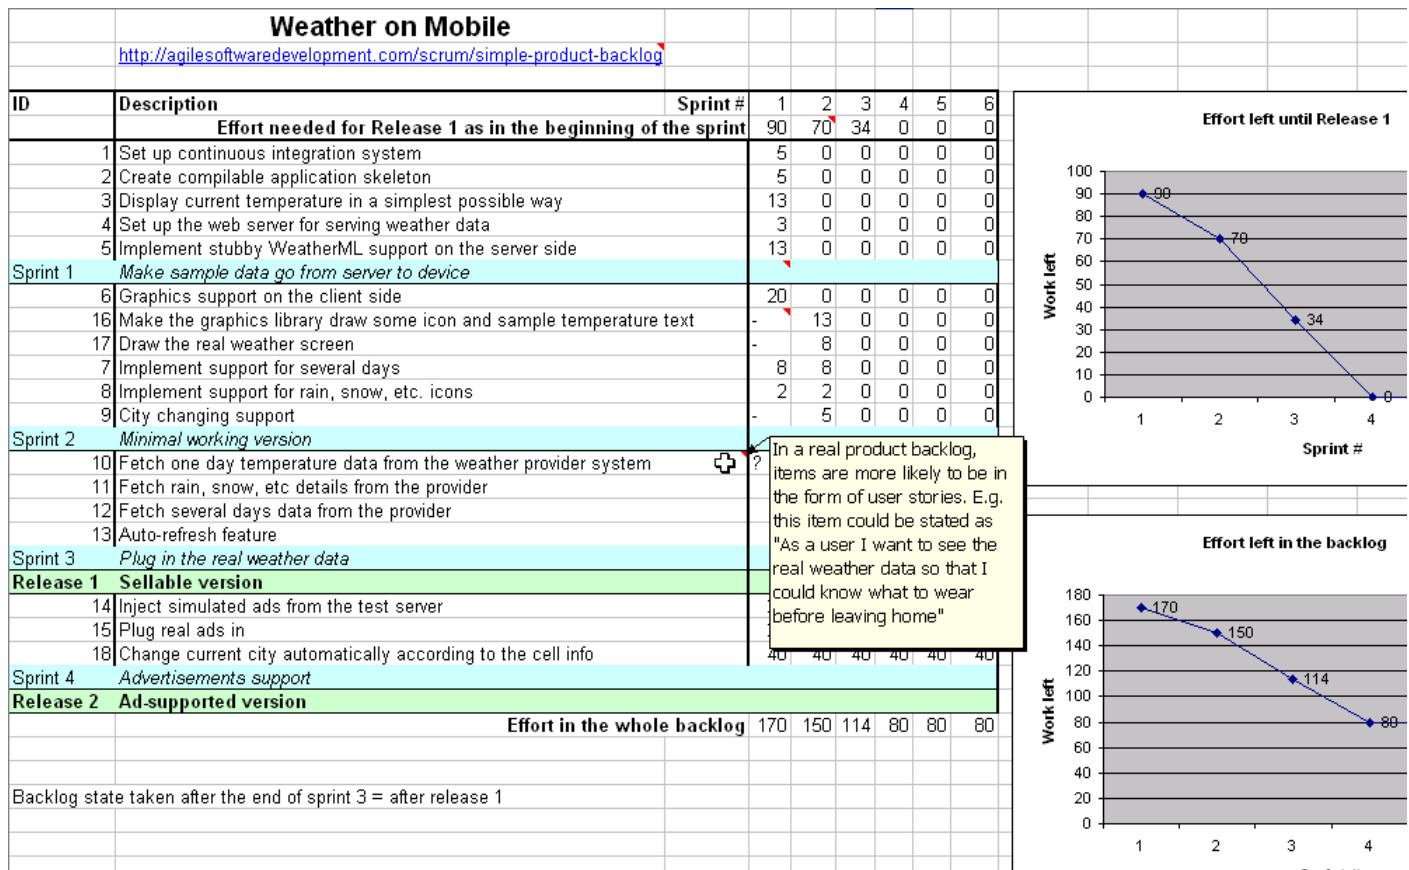 Weather on Mobile
http://agilesoftwaredevelopment.com/scrum/simple-product-backlog
ID Description Sprint # 1 2 3 4 5 6
Effort needed for Release 1 as in the beginning of the sprint 90 70 34 0 0 0
1 Set up continuous integration system 5 0 0 0 0 0
2 Create compilable application skeleton 5 0 0 0 0 0
3 Display current temperature in a simplest possible way 13 0 0 0 0 0
4 Set up the web server for serving weather data 3 0 0 0 0 0
5 Implement stubby WeatherML support on the server side 13 0 0 0 0 0
Sprint 1 Make sample data go from server to device
6 Graphics support on the client side 20 0 0 0 0 0
16 Make the graphics library draw some icon and sample temperature text - 13 0 0 0 0
17 Draw the real weather screen - 8 0 0 0 0
7 Implement support for several days 8 8 0 0 0 0
8 Implement support for rain, snow, etc. icons 2 2 0 0 0 0
9 City changing support - 5 0 0 0 0
Sprint 2 Minimal working version
10 Fetch one day temperature data from the weather provider system ?
11 Fetch rain, snow, etc details from the provider
12 Fetch several days data from the provider
13 Auto-refresh feature
Sprint 3 Plug in the real weather data
Release 1 Sellable version
14 Inject simulated ads from the test server
15 Plug real ads in
18 Change current city automatically according to the cell info 40 40 40 40 40 40
Sprint 4 Advertisements support
Release 2 Ad-supported version
Effort in the whole backlog 170 150 114 80 80 80
Backlog state taken after the end of sprint 3 = after release 1
In a real product backlog,
items are more likely to be in
the form of user stories. E.g.
this item could be stated as
"As a user I want to see the
real weather data so that I
could know what to wear
before leaving home"
Effort left until Release 1
Work left
100
90
80
70
60
50
40
30
20
10
0
90
70
34
0
1 2 3 4
Sprint #
Effort left in the backlog
Work left
180
160
140
120
100
80
60
40
20
0
170
150
114
80
1 2 3 4